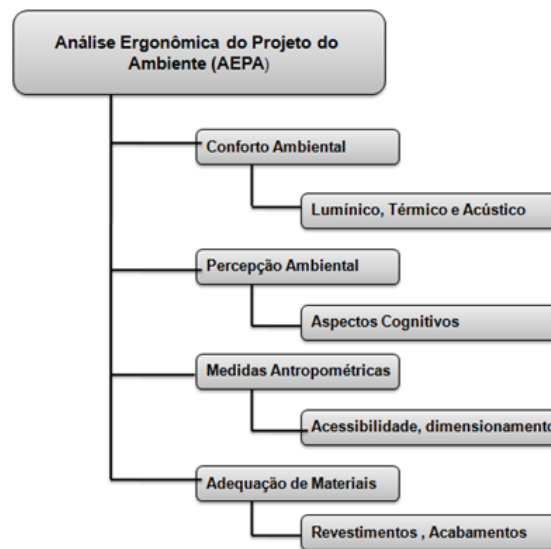 Análise Ergonômica do Projeto do
Ambiente (AEPA)
Conforto Ambiental
Lumínico, Térmico e Acústico
Percepção Ambiental
Aspectos Cognitivos
Medidas Antropométricas
Acessibilidade, dimensionamento
Adequação de Materiais
Revestimentos , Acabamentos